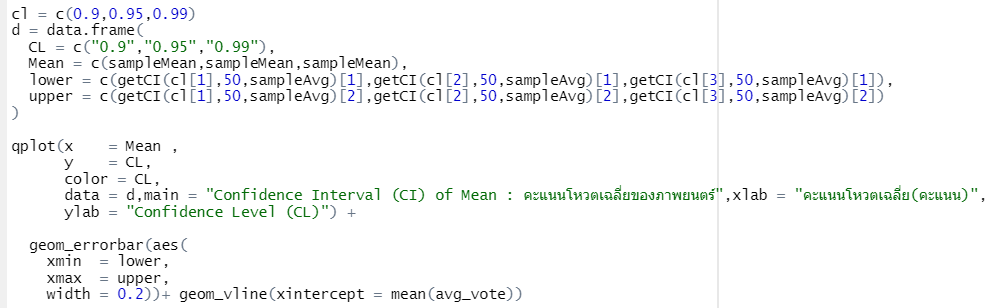 cl = c(0.9,0.95,0.99)
d = data.frame(
  CL = c("0.9","0.95","0.99"),
  Mean = c(sampleMean,sampleMean,sampleMean),
  lower = c(getCI(cl[1],50,sampleAvg)[1],getCI(cl[2],50,sampleAvg)[1],getCI(cl[3],50,sampleAvg)[1]),
  upper = c(getCI(cl[1],50,sampleAvg)[2],getCI(cl[2],50,sampleAvg)[2],getCI(cl[3],50,sampleAvg)[2])
)
qplot(x    = Mean ,
      y    = CL,
      color = CL,
      data = d,main = "Confidence Interval (CI) of Mean : คะแนนโหวตเฉลี่ยของภาพยนตร์",xlab = "คะแนนโหวตเฉลี่ย(คะแนน)",
      ylab = "Confidence Level (CL)") +
  geom_errorbar(aes(
    xmin  = lower,
    xmax  = upper,
    width = 0.2))+ geom_vline(xintercept = mean(avg_vote))